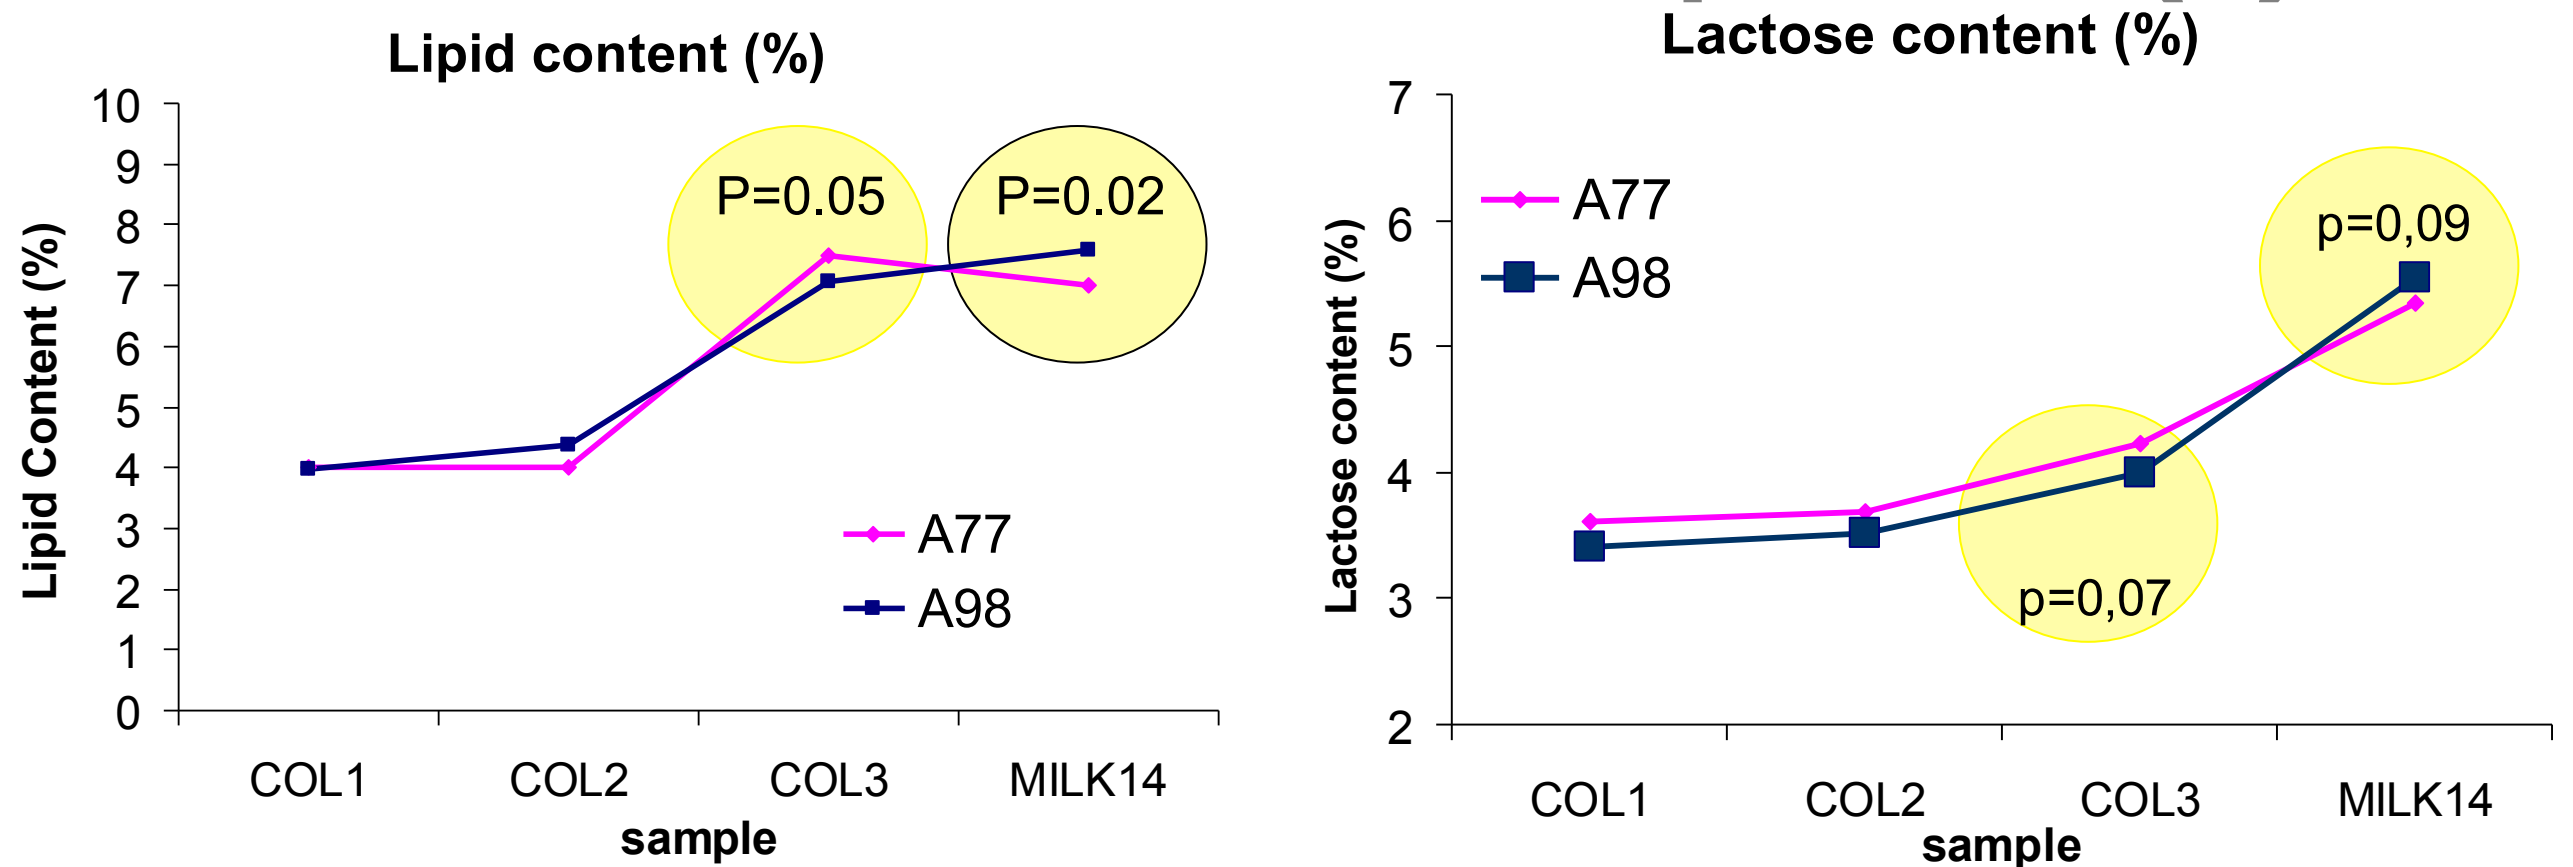 Lipid content (%)
10
9
8
7
6
5
4
3
2
1
0
Lipid Content (%)
P=0.05
P=0.02
A77
A98
COL1 COL2 COL3 MILK14
sample
Lactose content (%)
7
6
5
4
3
2
Lactose content (%)
A77
A98
p=0,09
p=0,07
COL1 COL2 COL3 MILK14
sample